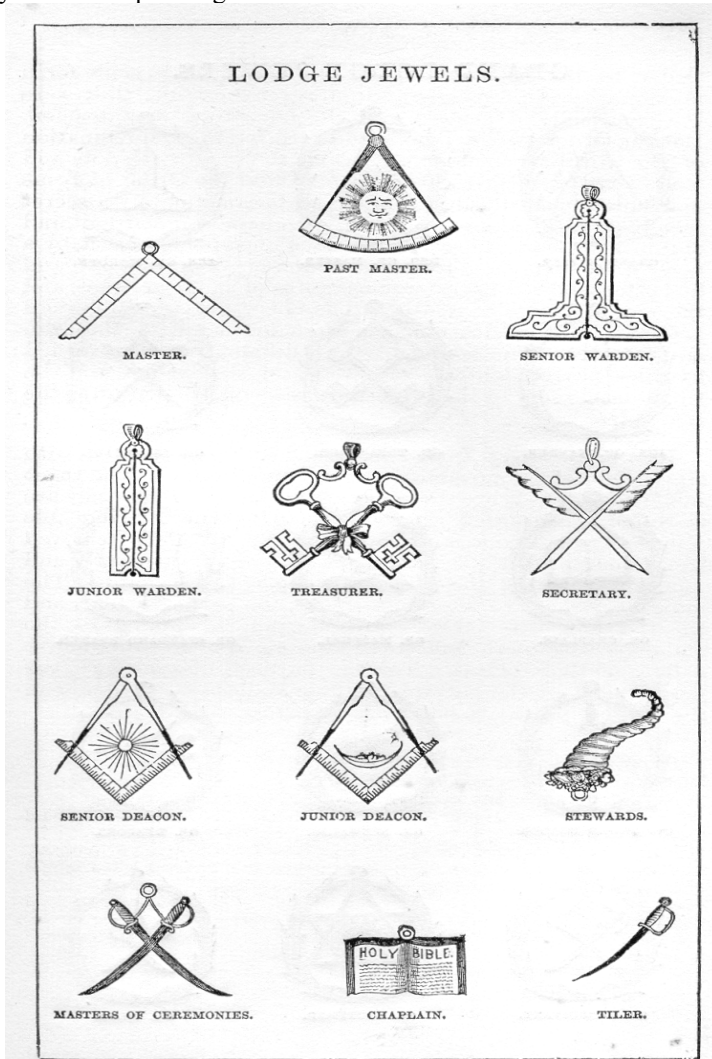 LODGE JEWELS.
PAST MASTER.
MASTER.
SENIOR WARDEN.
JUNIOR WARDEN.
TREASURER.
SECRETARY.
SENIOR DEACON.
JUNIOR DEACON.
STEWARDS.
HOLY BIBLE.
MASTERS OF CEREMONIES.
CHAPLAIN.
TILER.